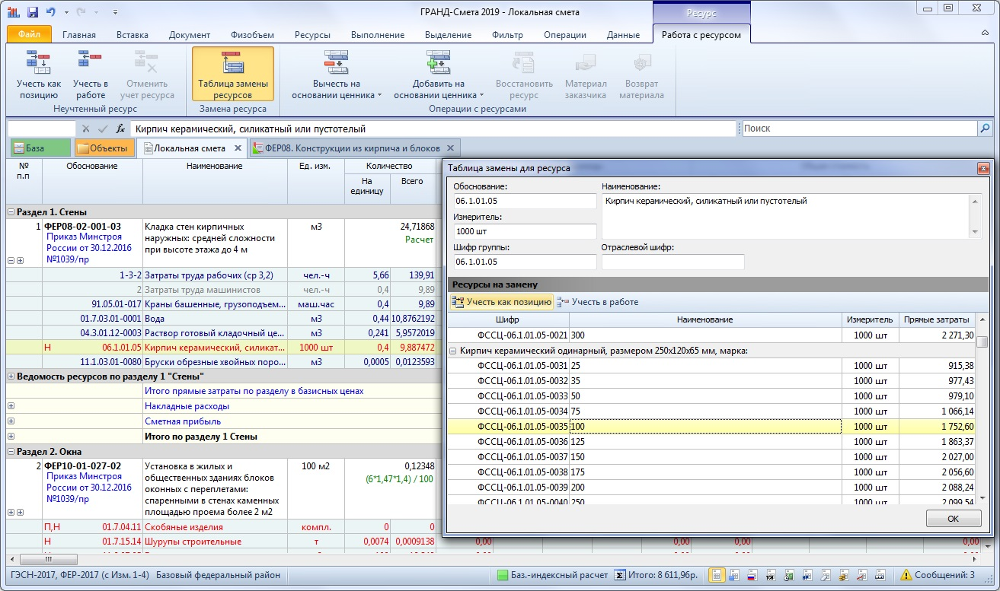 ГРАНД-Смета 2019 - Локальная смета
Ресурс
Файл Главная Вставка Документ Физобъем Ресурсы Выполнение Выделение Фильтр Операции Данные Работа с ресурсом
Учесть как позицию
Учесть в работе
Отменить учет ресурса
Таблица замены ресурсов
Вычесть на основании ценника
Добавить на основании ценника
Восстановить ресурс
Материал заказчика
Возврат материала
Неучтенный ресурс
Замена ресурса
Операции с ресурсами
fx Кирпич керамический, силикатный или пустотелый
Поиск
База Объекты Локальная смета ФЕР08. Конструкции из кирпича и блоков
№ п.п Обоснование Наименование Ед. изм. Количество
На единицу Всего
Раздел 1. Стены
1 ФЕР08-02-001-03 Кладка стен кирпичных м3 24,71868
Приказ Минстроя наружных: средней сложности Расчет
России от 30.12.2016 при высоте этажа до 4 м
№1039/пр
1-3-2 Затраты труда рабочих (ср 3,2) чел.-ч 5,66 139,91
2 Затраты труда машинистов чел.-ч 0,4 9,89
91.05.01-017 Краны башенные, грузоподъем... маш.час 0,4 9,89
01.7.03.01-0001 Вода м3 0,44 10,8762192
04.3.01.12-0003 Раствор готовый кладочный це... м3 0,241 5,9572019
Н 06.1.01.05 Кирпич керамический, силикат... 1000 шт 0,4 9,887472
11.1.03.01-0080 Бруски обрезные хвойных поро... м3 0,0005 0,0123593
Ведомость ресурсов по разделу 1 "Стены"
Итого прямые затраты по разделу в базисных ценах
Накладные расходы
Сметная прибыль
Итого по разделу 1 Стены
Раздел 2. Окна
2 ФЕР10-01-027-02 Установка в жилых и 100 м2 0,12348
Приказ Минстроя общественных зданиях блоков (6*1,47*1,4) / 100
России от 30.12.2016 оконных с переплетами:
№1039/пр спаренными в стенах каменных
площадью проема более 2 м2
П,Н 01.7.04.11 Скобяные изделия компл. 0 0
Н 01.7.15.14 Шурупы строительные т 0,0074 0,0009138 0,00 0,00 0,00 0,00
Таблица замены для ресурса
Обоснование: Наименование:
06.1.01.05 Кирпич керамический, силикатный или пустотелый
Измеритель:
1000 шт
Шифр группы: Отраслевой шифр:
06.1.01.05
Ресурсы на замену
Учесть как позицию Учесть в работе
Шифр Наименование Измеритель Прямые затраты
ФССЦ-06.1.01.05-0021 300 1000 шт 2 271,30
Кирпич керамический одинарный, размером 250x120x65 мм, марка:
ФССЦ-06.1.01.05-0031 25 1000 шт 915,38
ФССЦ-06.1.01.05-0032 35 1000 шт 977,43
ФССЦ-06.1.01.05-0033 50 1000 шт 979,10
ФССЦ-06.1.01.05-0034 75 1000 шт 1 066,14
ФССЦ-06.1.01.05-0035 100 1000 шт 1 752,60
ФССЦ-06.1.01.05-0036 125 1000 шт 1 863,37
ФССЦ-06.1.01.05-0037 150 1000 шт 2 027,00
ФССЦ-06.1.01.05-0038 175 1000 шт 2 056,60
ФССЦ-06.1.01.05-0039 200 1000 шт 2 088,24
ФССЦ-06.1.01.05-0040 250 1000 шт 2 099,54
OK
ГЭСН-2017, ФЕР-2017 (с Изм. 1-4) Базовый федеральный район Баз.-индексный расчет Итого: 8 611,96р. Сообщений: 3